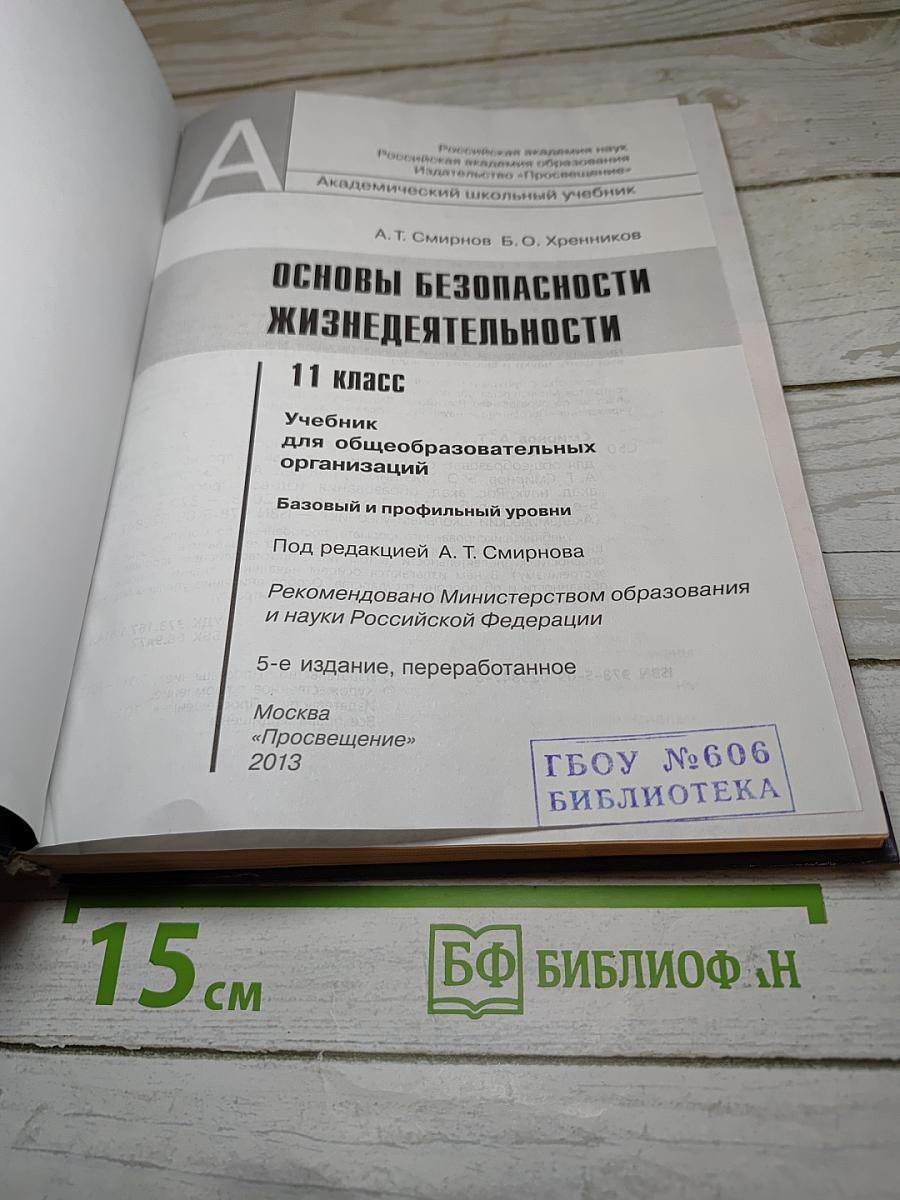 А
Российская академия наук
Российская академия образования
Издательство «Просвещение»
Академический школьный учебник
А. Т. Смирнов Б. О. Хренников
ОСНОВЫ БЕЗОПАСНОСТИ
ЖИЗНЕДЕЯТЕЛЬНОСТИ
11 класс
Учебник
для общеобразовательных
организаций
Базовый и профильный уровни
Под редакцией А. Т. Смирнова
Рекомендовано Министерством образования
и науки Российской Федерации
5-е издание, переработанное
Москва
«Просвещение»
2013
ГБОУ №606
БИБЛИОТЕКА
15 см
БФ